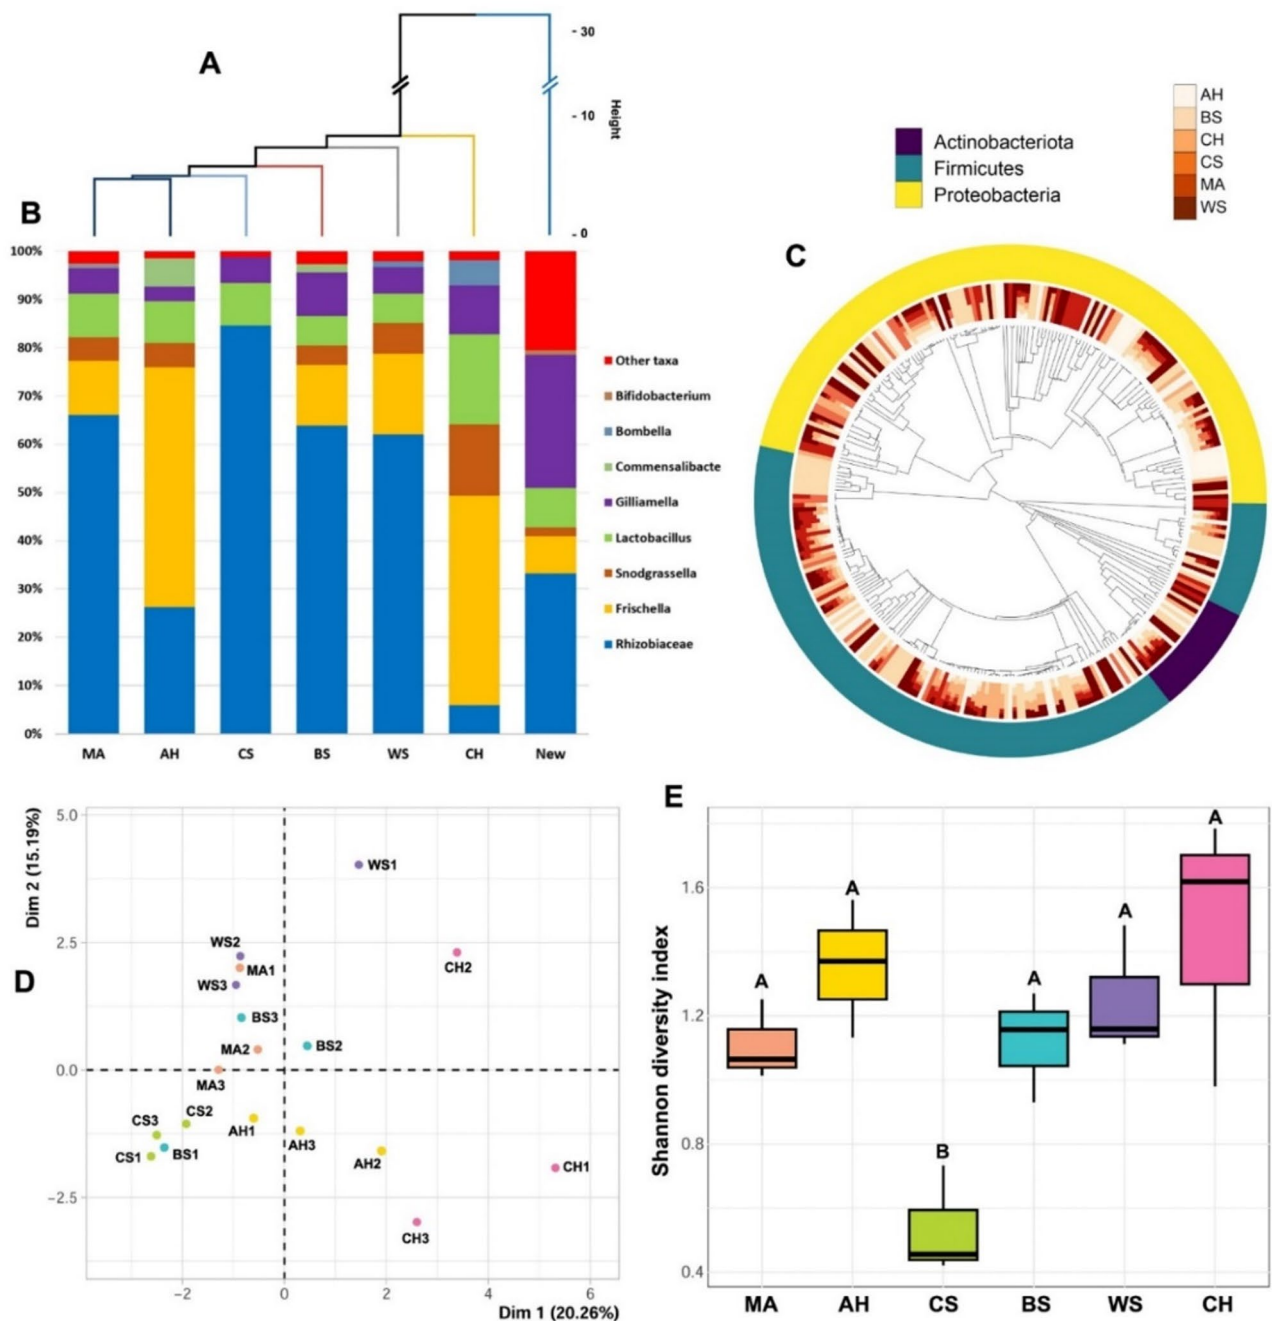 A
- 30
- 10
- 0
Height
B
100%
90%
80%
70%
60%
50%
40%
30%
20%
10%
0%
MA AH CS BS WS CH New
Other taxa
Bifidobacterium
Bombella
Commensalibacte
Gilliamella
Lactobacillus
Snodgrassella
Frischella
Rhizobiaceae
Actinobacteriota
Firmicutes
Proteobacteria
AH
BS
CH
CS
MA
WS
C
D
Dim 2 (15.19%)
5.0
2.5
0.0
−2.5
WS1
WS2
MA1
WS3
CH2
BS3
BS2
MA2
MA3
CS2
CS3
AH1
AH3
CS1
BS1
AH2
CH1
CH3
−2 0 2 4 6
Dim 1 (20.26%)
E
Shannon diversity index
1.6
1.2
0.8
0.4
A
A
B
A
A
A
MA AH CS BS WS CH